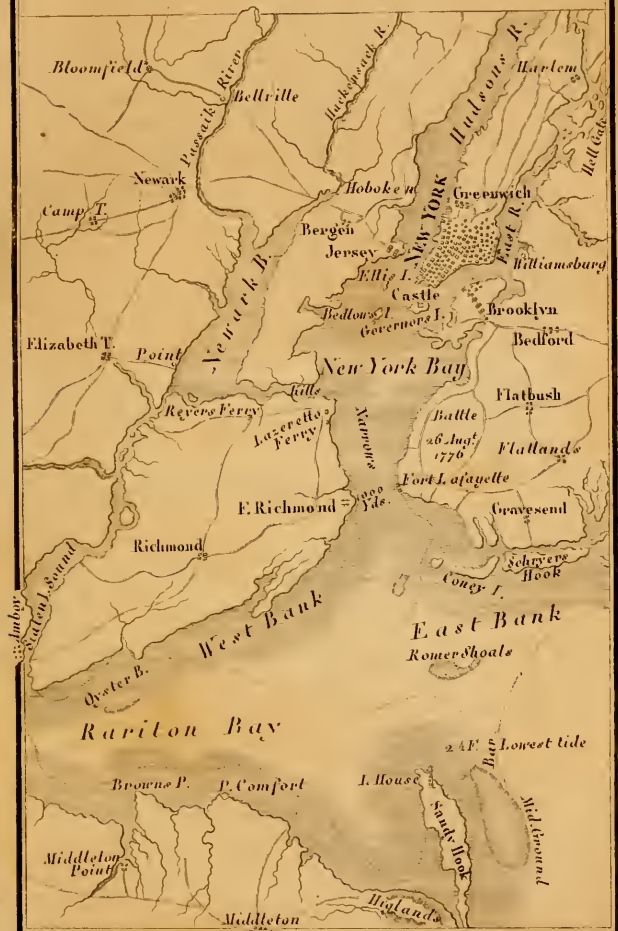 Bloomfield
Passaik River
Bellville
Hackensack R.
Hudsons R.
Harlem
Hell Gate
Newark
Hoboken
NEW YORK
Greenwich
East R.
Camp T.
Bergen
Jersey
Ellis I.
Williamsburg
Castle
Newark B.
Bedlows I.
Governors I.
Brooklyn
Bedford
Elizabeth T.
Point
New York Bay
Kills
Flatbush
Reyers Ferry
Lazeretto
Ferry
Narrows
Battle
26 Augt.
1776
Flatlands
Fort Lafayette
F. Richmond
1000
Yds.
Gravesend
Richmond
Schryers
Hook
Coney I.
Amboy
Staten I. Sound
West Bank
East Bank
Romer Shoals
Oyster B.
Rariton Bay
24 F. Lowest tide
Bar
Browns P.
P. Comfort
L. House
Sandy Hook
Mid. Ground
Middleton
Point
Higlands
Middleton